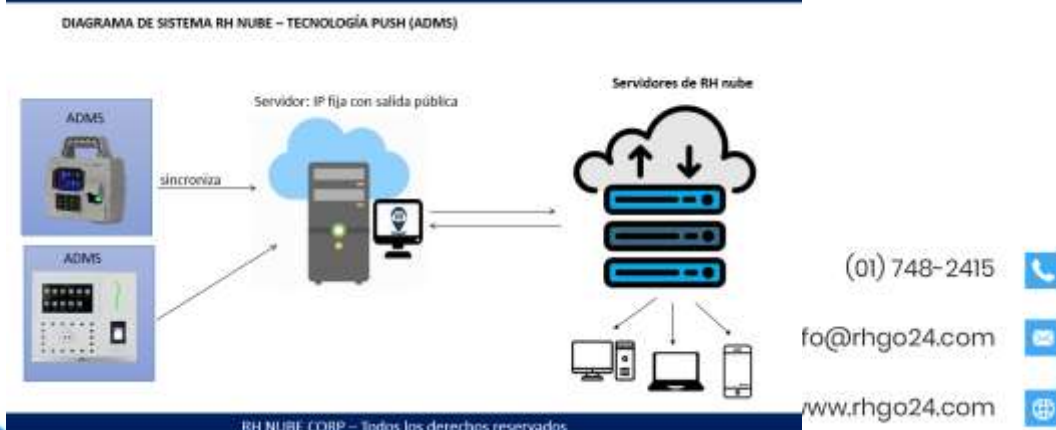 DIAGRAMA DE SISTEMA RH NUBE – TECNOLOGÍA PUSH (ADMS)
Servidores de RH nube
Servidor: IP fija con salida pública
ADMS
sincroniza
ADMS
(01) 748-2415
fo@rhgo24.com
www.rhgo24.com
RH NUBE CORP – Todos los derechos reservados